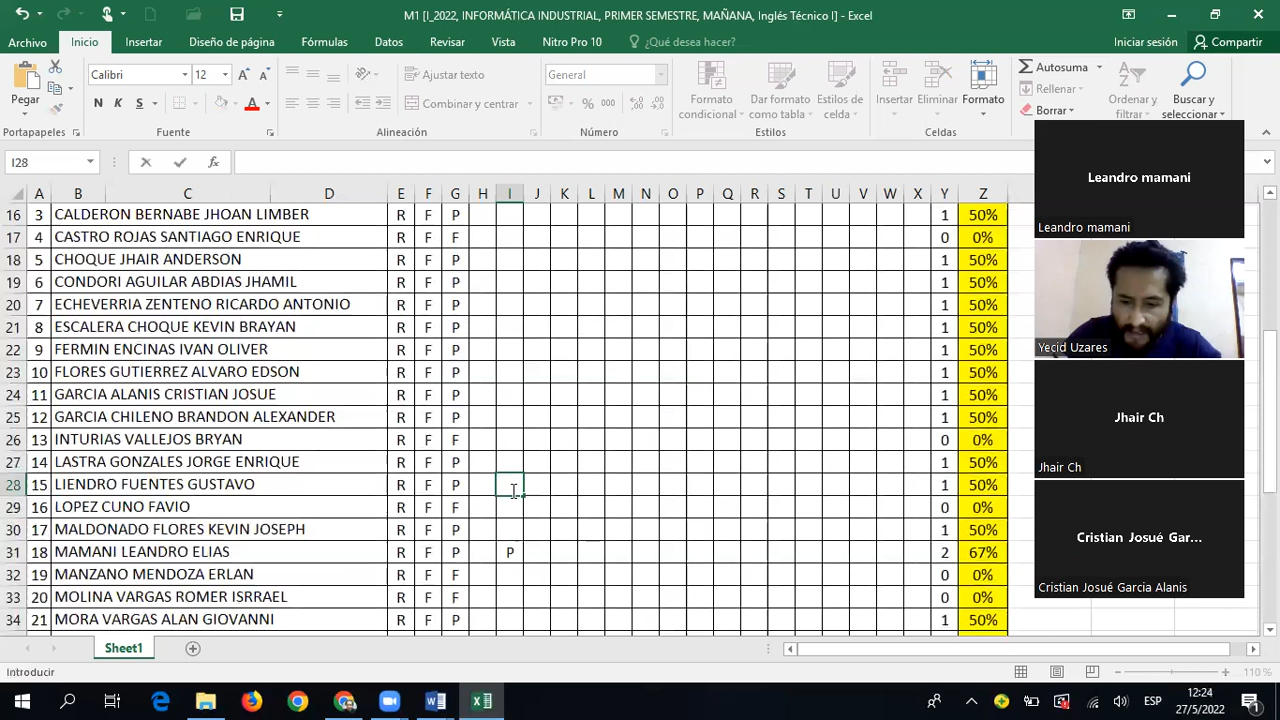 M1 [I_2022, INFORMÁTICA INDUSTRIAL, PRIMER SEMESTRE, MAÑANA, Inglés Técnico I] - Excel
Archivo Inicio Insertar Diseño de página Fórmulas Datos Revisar Vista Nitro Pro 10 ¿Qué desea hacer? Iniciar sesión Compartir
Pegar
Calibri 12
N K S
Ajustar texto
Combinar y centrar
General
% 000
Formato condicional
Dar formato como tabla
Estilos de celda
Insertar Eliminar Formato
Autosuma
Rellenar
Borrar
Ordenar y filtrar
Buscar y seleccionar
Portapapeles Fuente Alineación Número Estilos Celdas
I28 fx
A B C D E F G H I J K L M N O P Q R S T U V W X Y Z
16 3 CALDERON BERNABE JHOAN LIMBER R F P 1 50%
17 4 CASTRO ROJAS SANTIAGO ENRIQUE R F F 0 0%
18 5 CHOQUE JHAIR ANDERSON R F P 1 50%
19 6 CONDORI AGUILAR ABDIAS JHAMIL R F P 1 50%
20 7 ECHEVERRIA ZENTENO RICARDO ANTONIO R F P 1 50%
21 8 ESCALERA CHOQUE KEVIN BRAYAN R F P 1 50%
22 9 FERMIN ENCINAS IVAN OLIVER R F P 1 50%
23 10 FLORES GUTIERREZ ALVARO EDSON R F P 1 50%
24 11 GARCIA ALANIS CRISTIAN JOSUE R F P 1 50%
25 12 GARCIA CHILENO BRANDON ALEXANDER R F P 1 50%
26 13 INTURIAS VALLEJOS BRYAN R F F 0 0%
27 14 LASTRA GONZALES JORGE ENRIQUE R F P 1 50%
28 15 LIENDRO FUENTES GUSTAVO R F P 1 50%
29 16 LOPEZ CUNO FAVIO R F F 0 0%
30 17 MALDONADO FLORES KEVIN JOSEPH R F P 1 50%
31 18 MAMANI LEANDRO ELIAS R F P P 2 67%
32 19 MANZANO MENDOZA ERLAN R F F 0 0%
33 20 MOLINA VARGAS ROMER ISRRAEL R F F 0 0%
34 21 MORA VARGAS ALAN GIOVANNI R F P 1 50%
Leandro mamani
Leandro mamani
Yecid Uzares
Jhair Ch
Jhair Ch
Cristian Josué Gar...
Cristian Josué Garcia Alanis
Sheet1
Introducir 110 %
ESP 12:24
27/5/2022
1